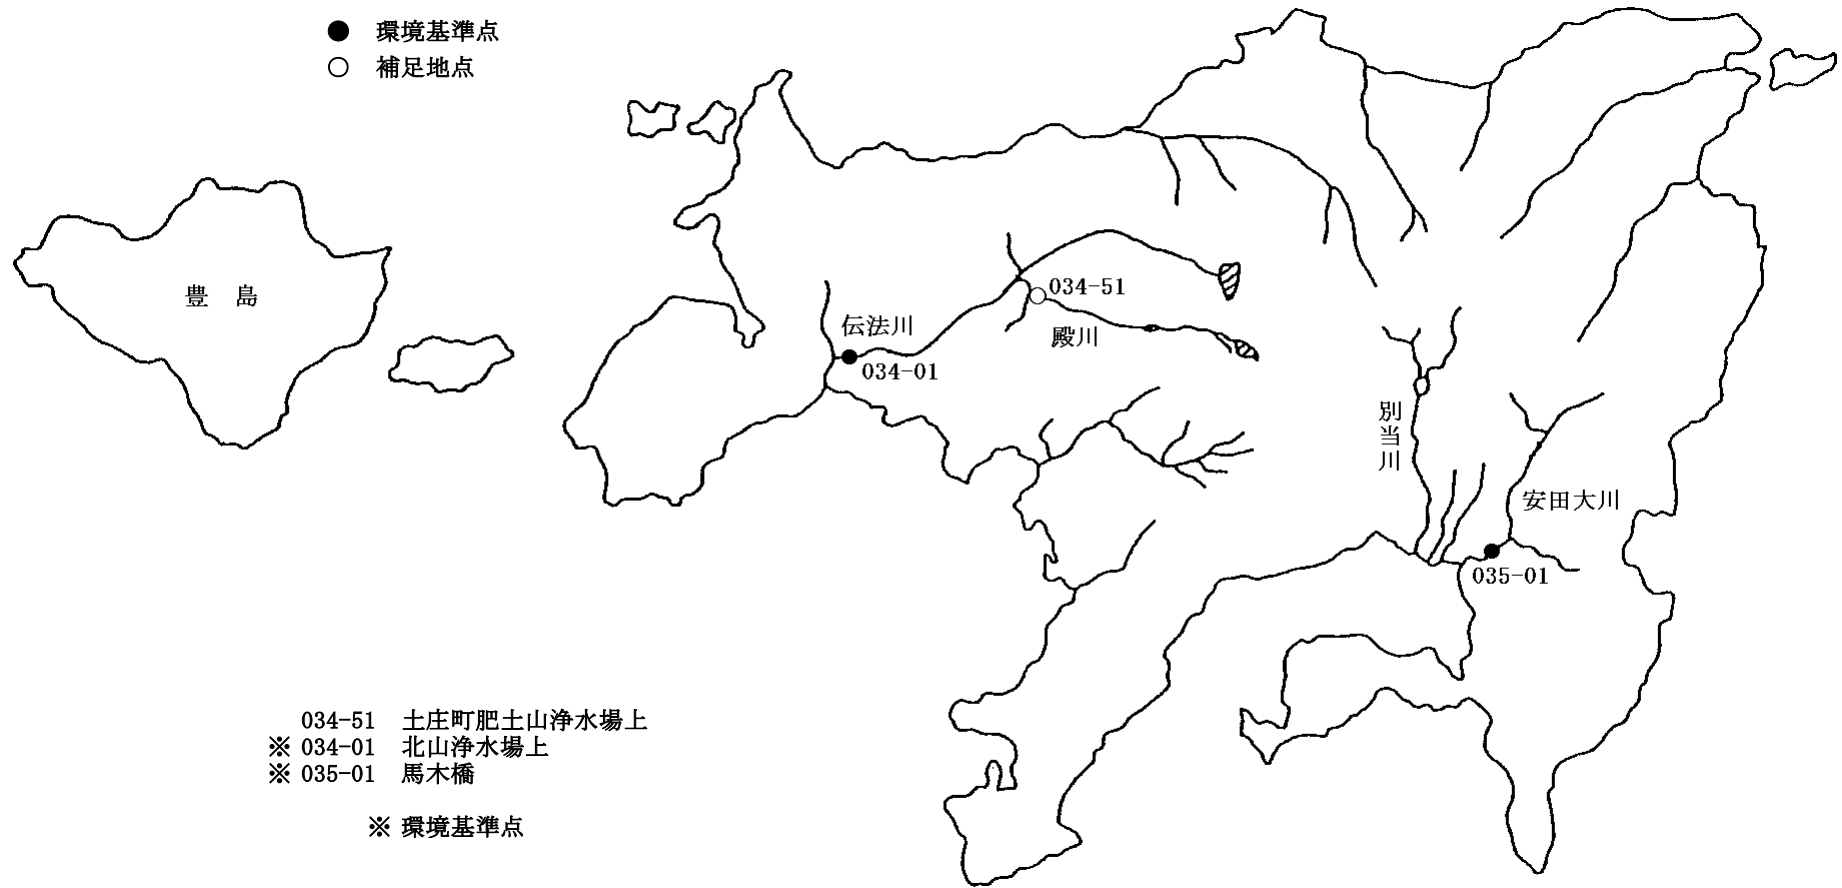 ● 環境基準点
○ 補足地点
豊島
伝法川
034-01
034-51
殿川
別当川
安田大川
035-01
034-51 土庄町肥土山浄水場上
※ 034-01 北山浄水場上
※ 035-01 馬木橋
※ 環境基準点